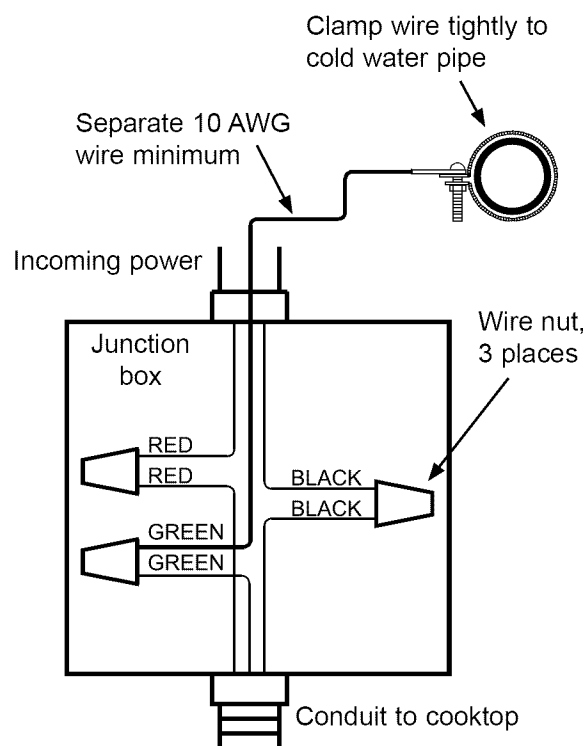 Clamp wire tightly to
cold water pipe
Separate 10 AWG
wire minimum
Incoming power
Junction
box
Wire nut,
3 places
RED
RED
BLACK
BLACK
GREEN
GREEN
Conduit to cooktop